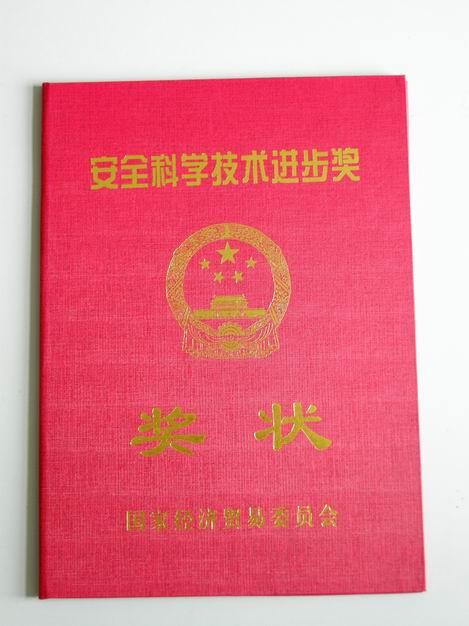 安全科学技术进步奖
奖状
国家经济贸易委员会